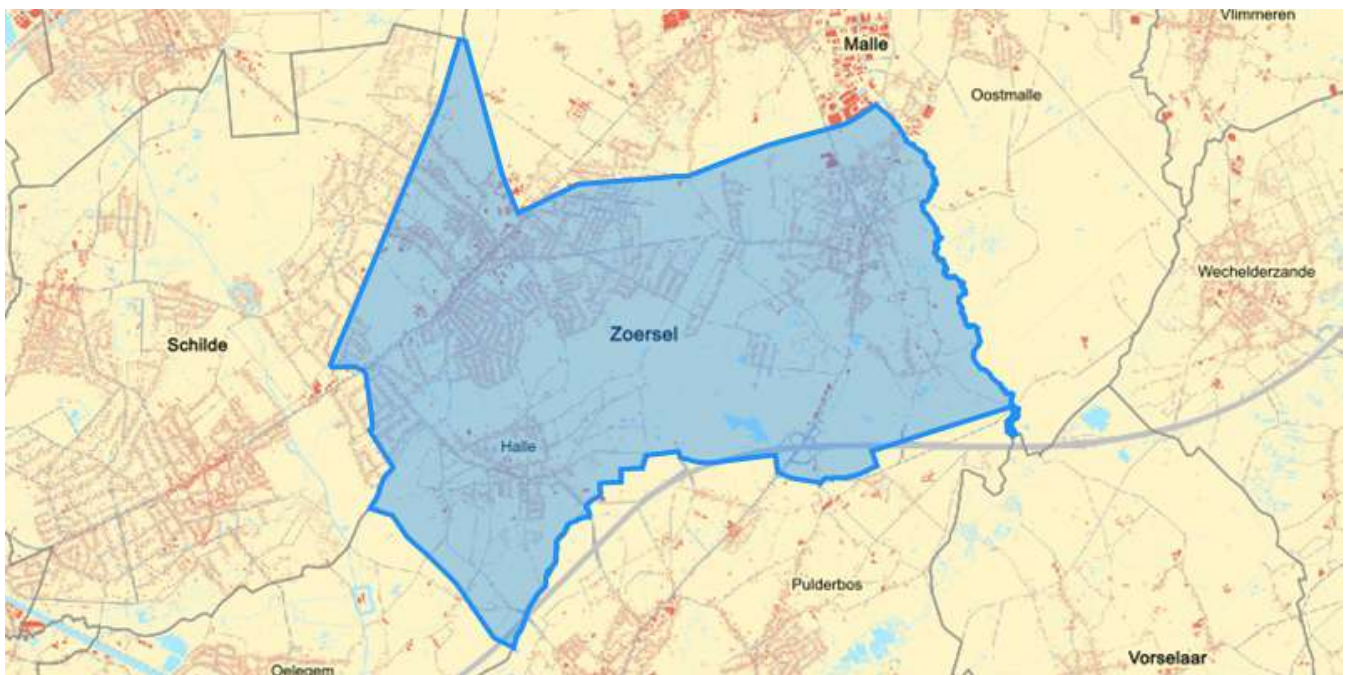 Vlimmeren
Malle
Oostmalle
Wechelderzande
Zoersel
Schilde
Halle
Pulderbos
Vorselaar
Oelegem